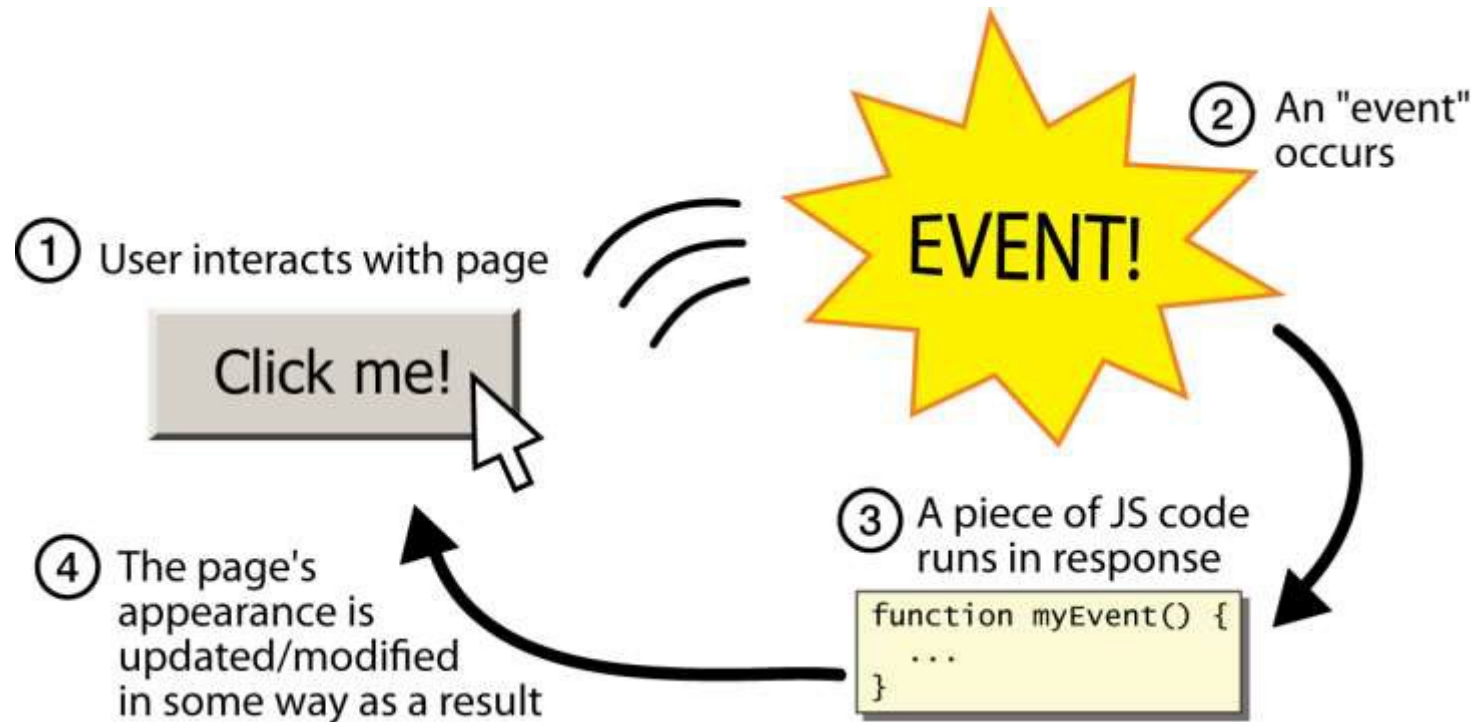 1 User interacts with page
Click me!
EVENT!
2 An "event"
occurs
3 A piece of JS code
runs in response
function myEvent() {
...
}
4 The page's
appearance is
updated/modified
in some way as a result